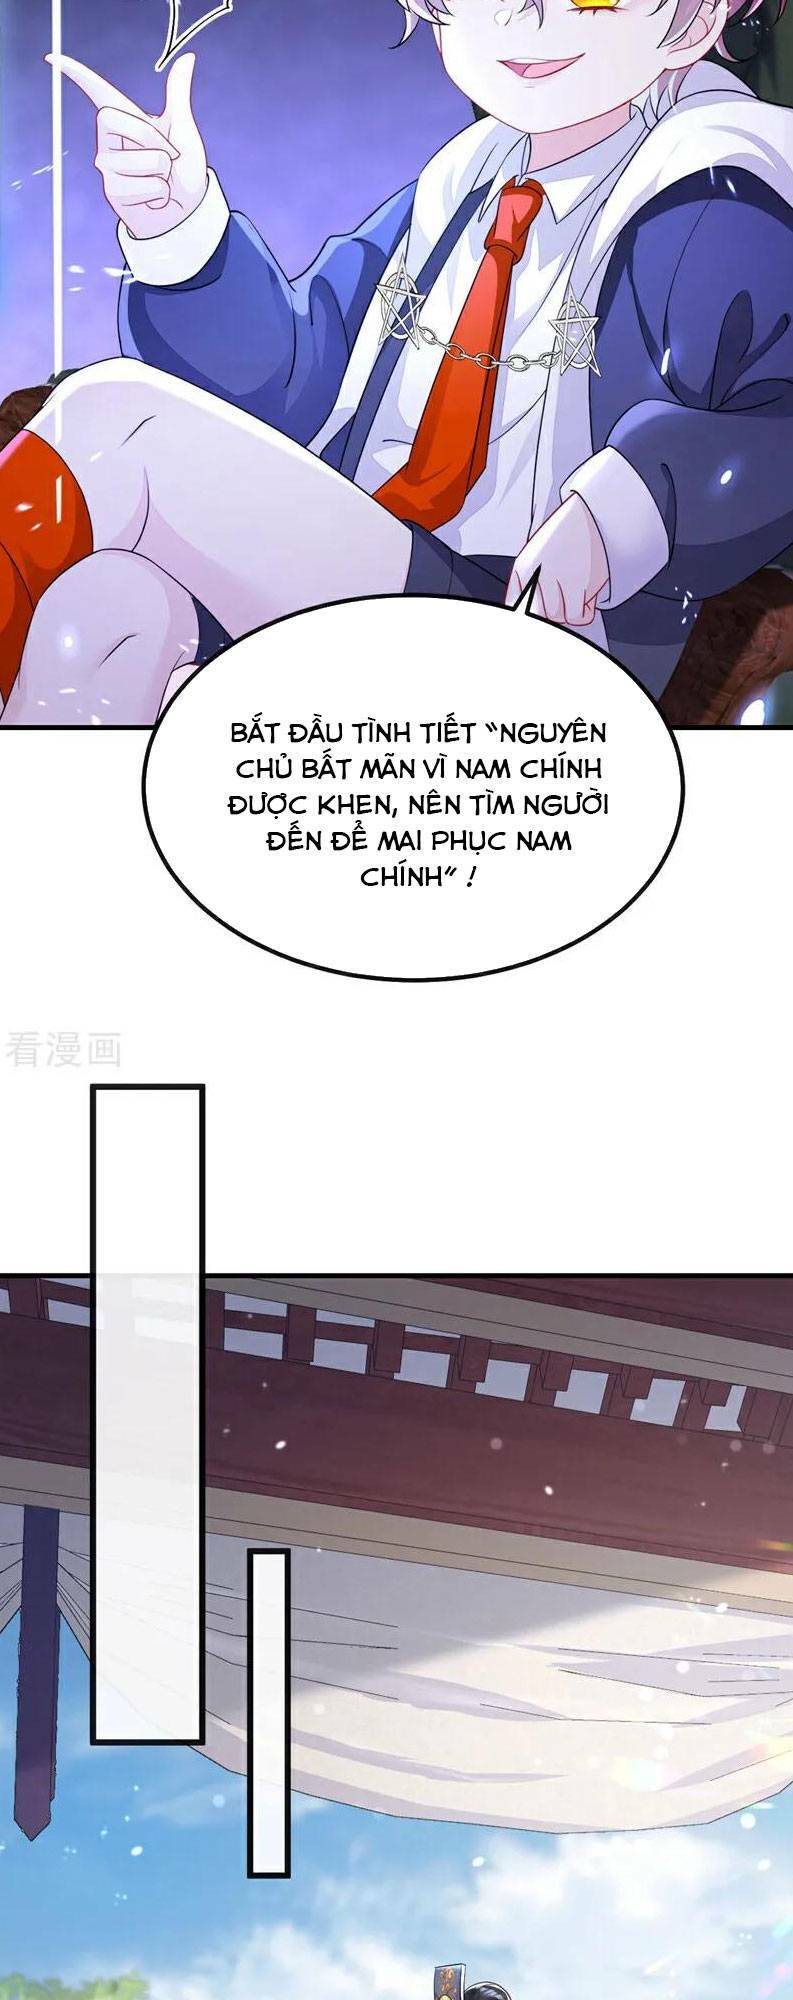 BẮT ĐẦU TÌNH TIẾT "NGUYÊN
CHỦ BẤT MÃN VÌ NAM CHÍNH
ĐƯỢC KHEN, NÊN TÌM NGƯỜI
ĐẾN ĐỂ MAI PHỤC NAM
CHÍNH" !
看漫画